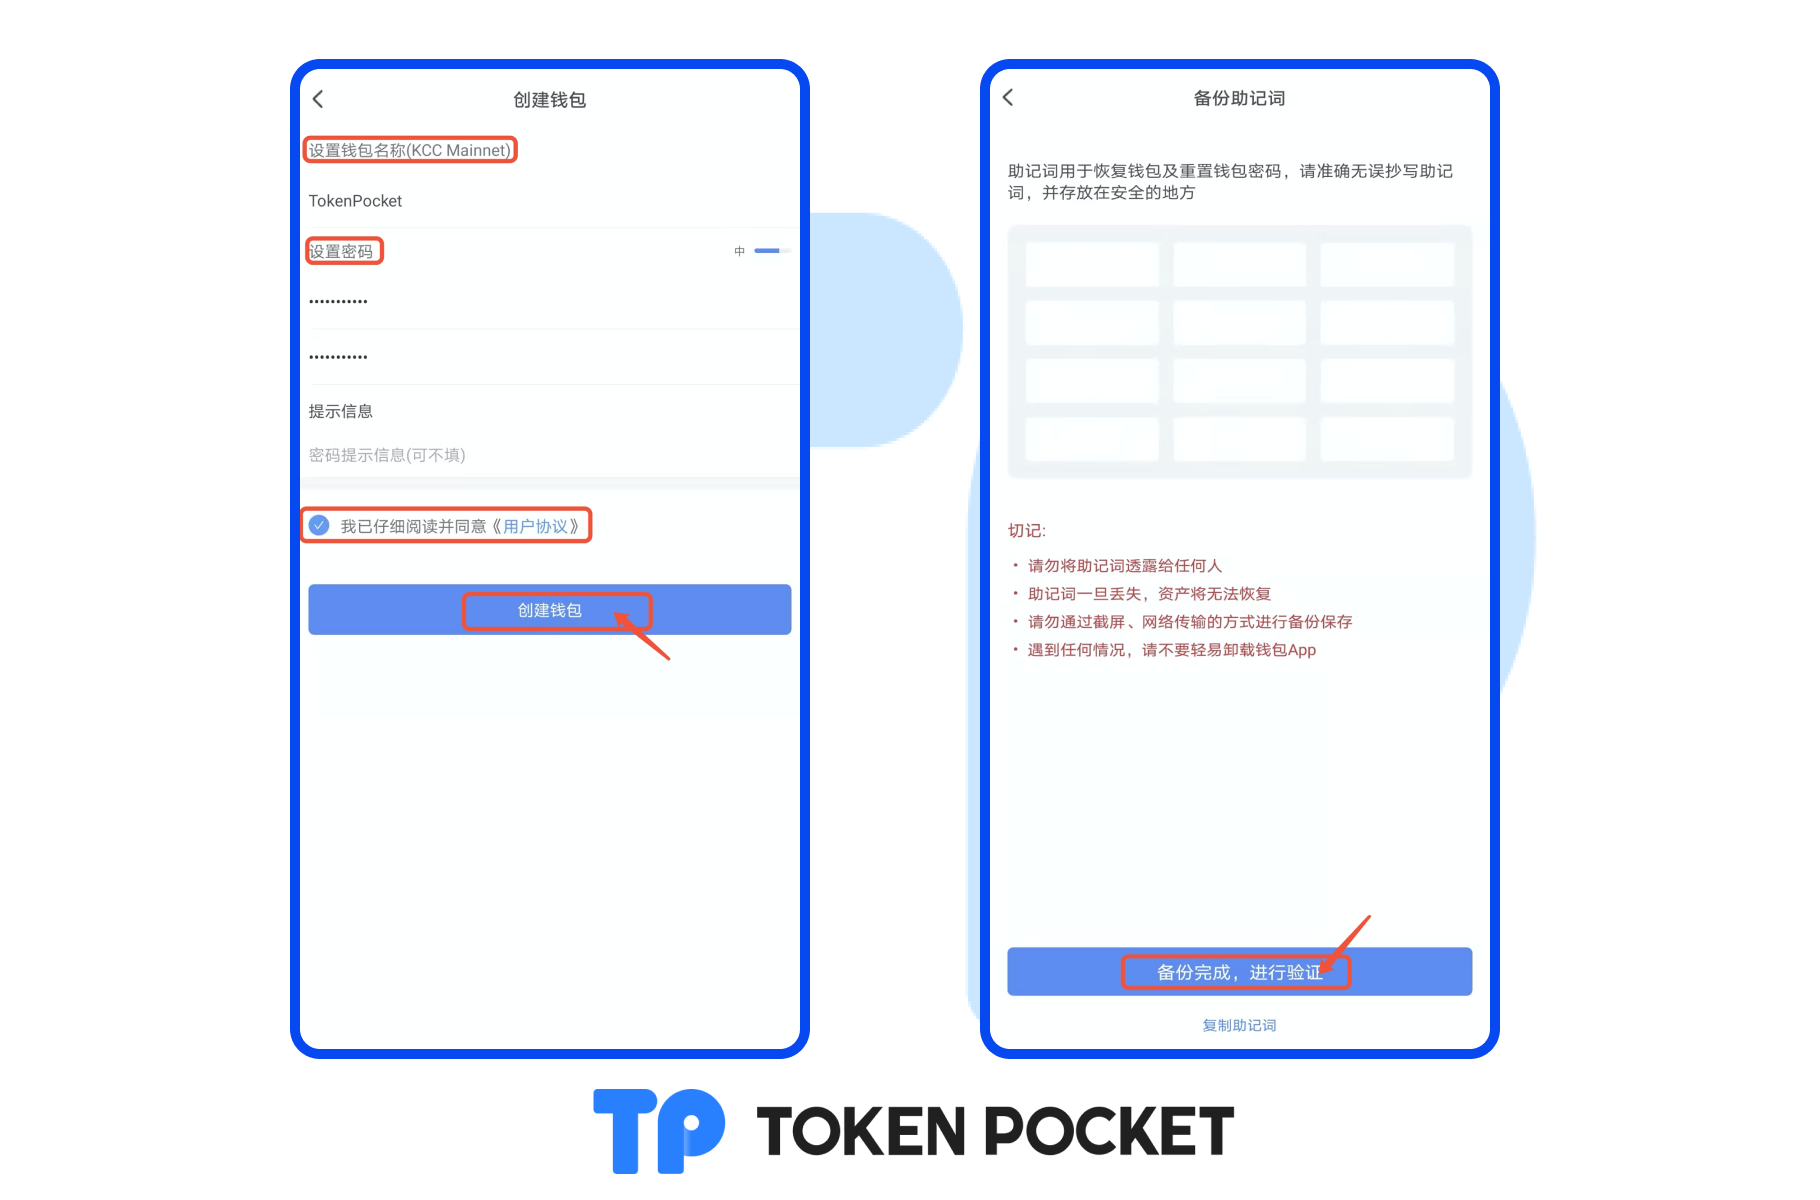 创建钱包
设置钱包名称(KCC Mainnet)
TokenPocket
设置密码
中
•••••••••••
•••••••••••
提示信息
密码提示信息(可不填)
我已仔细阅读并同意《用户协议》
创建钱包
备份助记词
助记词用于恢复钱包及重置钱包密码，请准确无误抄写助记
词，并存放在安全的地方
切记:
• 请勿将助记词透露给任何人
• 助记词一旦丢失，资产将无法恢复
• 请勿通过截屏、网络传输的方式进行备份保存
• 遇到任何情况，请不要轻易卸载钱包App
备份完成，进行验证
复制助记词
TP TOKEN POCKET